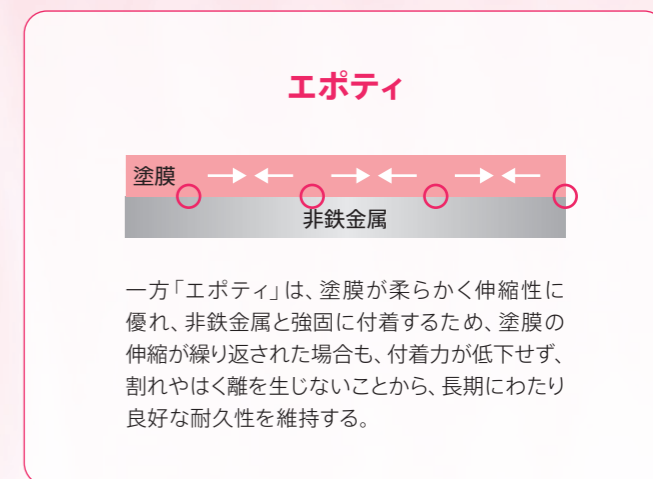 エポティ
塗膜
非鉄金属
一方「エポティ」は、塗膜が柔らかく伸縮性に
優れ、非鉄金属と強固に付着するため、塗膜の
伸縮が繰り返された場合も、付着力が低下せず、
割れやはく離を生じないことから、長期にわたり
良好な耐久性を維持する。